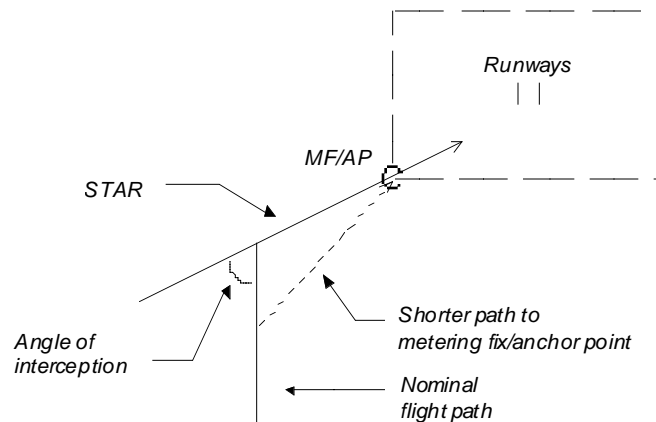 Runways
MF/AP
STAR
Angle of
interception
Shorter path to
metering fix/anchor point
Nominal
flight path